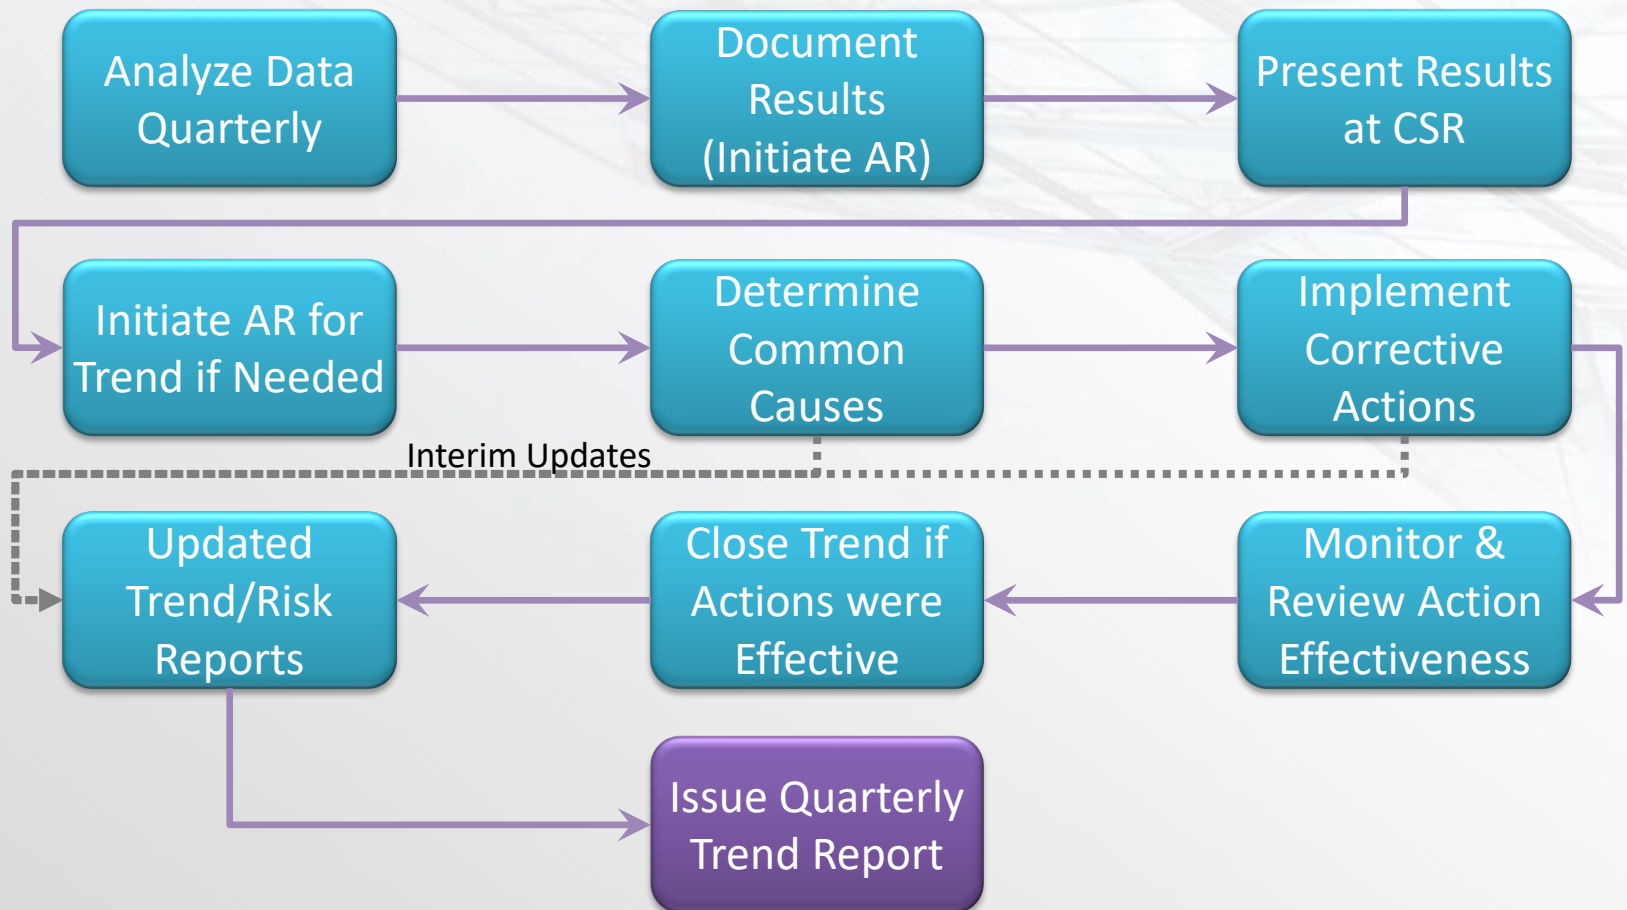 Analyze Data
Quarterly
Document
Results
(Initiate AR)
Present Results
at CSR
Initiate AR for
Trend if Needed
Determine
Common
Causes
Implement
Corrective
Actions
Interim Updates
Updated
Trend/Risk
Reports
Close Trend if
Actions were
Effective
Monitor &
Review Action
Effectiveness
Issue Quarterly
Trend Report